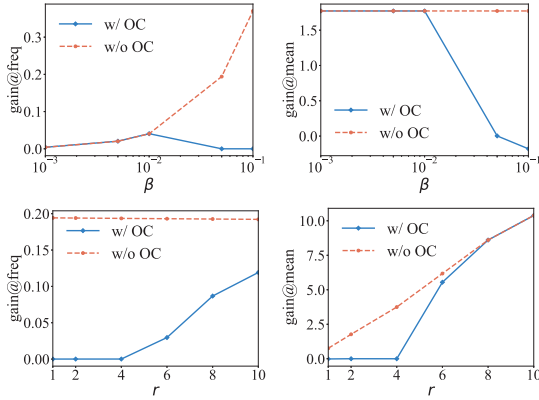 gain@freq
0.3
0.2
0.1
0.0
w/ OC
w/o OC
10⁻³
10⁻²
10⁻¹
β
gain@mean
1.5
1.0
0.5
0.0
w/ OC
w/o OC
10⁻³
10⁻²
10⁻¹
β
gain@freq
0.20
0.15
0.10
0.05
0.00
w/ OC
w/o OC
1 2 4 6 8 10
r
gain@mean
10.0
7.5
5.0
2.5
0.0
w/ OC
w/o OC
1 2 4 6 8 10
r